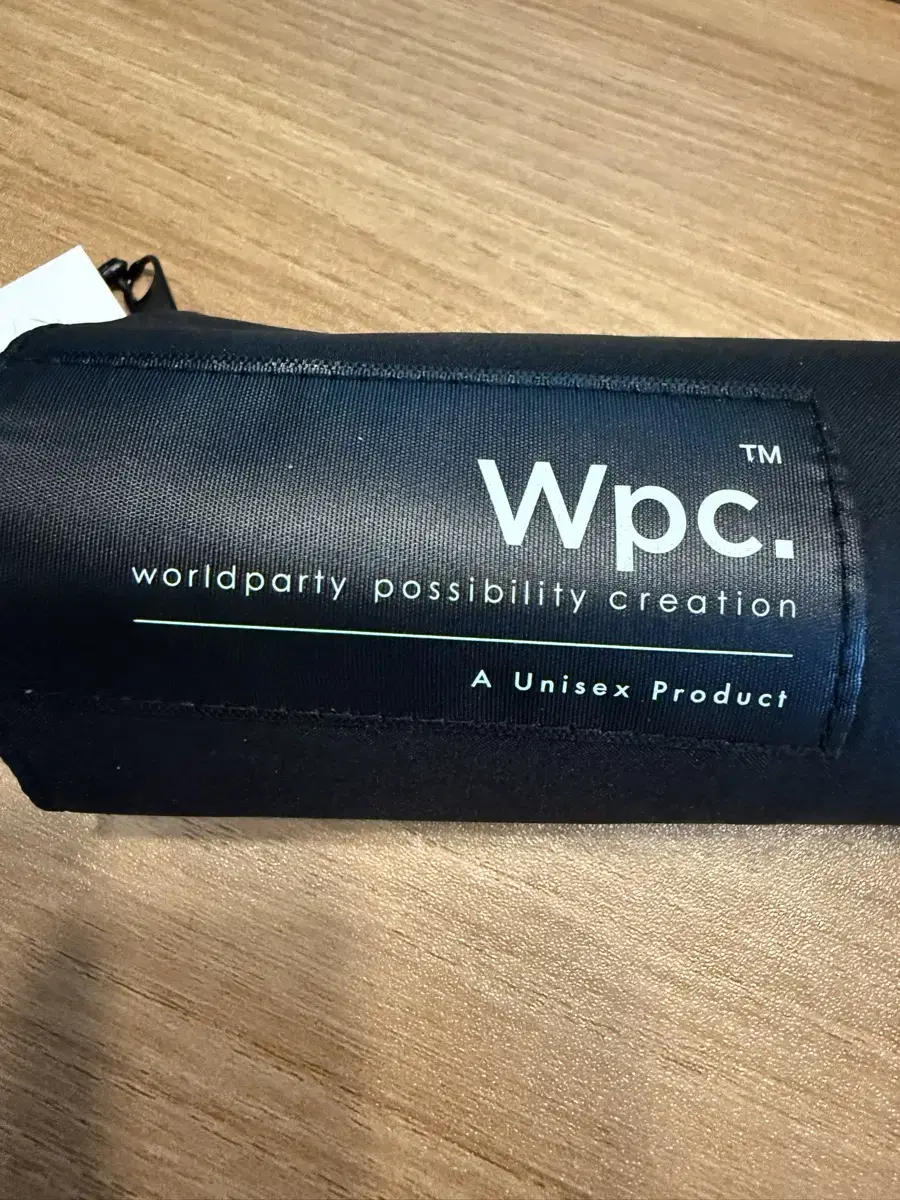 Wpc.™
worldparty possibility creation
A Unisex Product